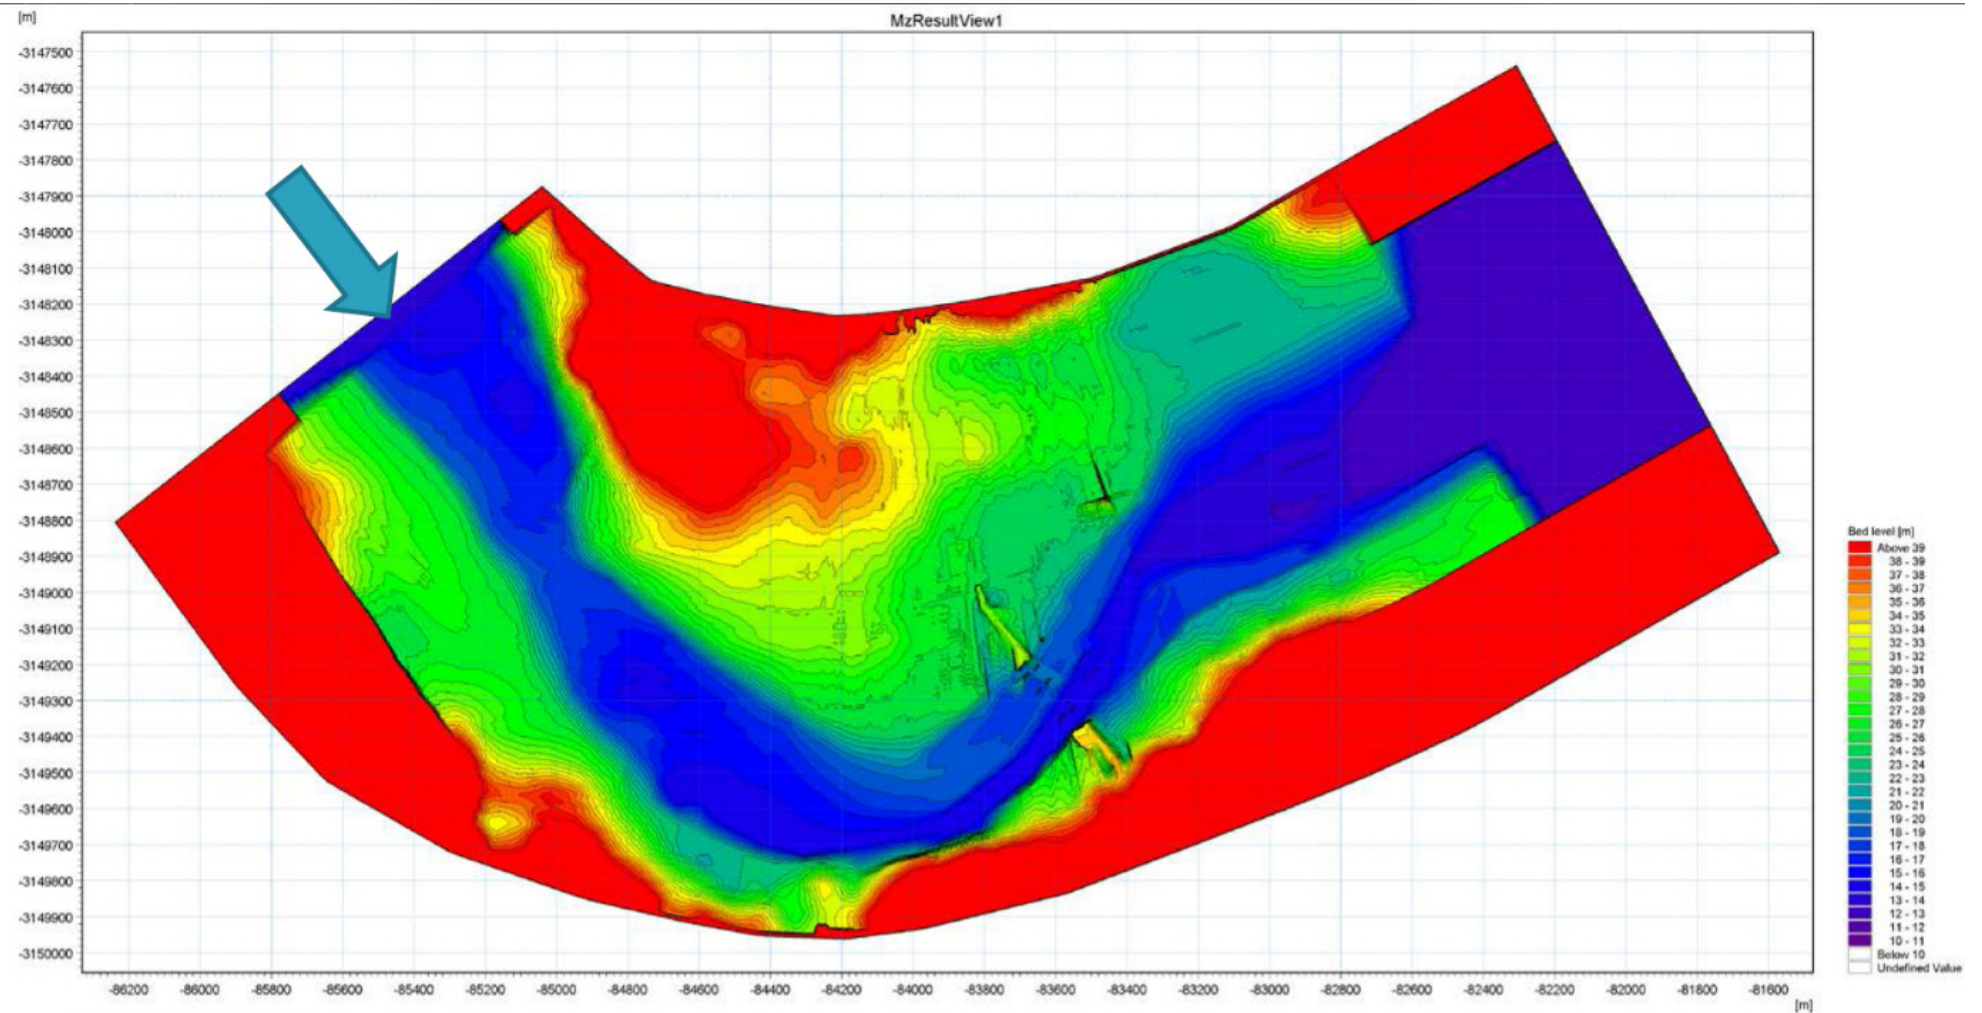 [m]
MzResultView1
-3147500
-3147600
-3147700
-3147800
-3147900
-3148000
-3148100
-3148200
-3148300
-3148400
-3148500
-3148600
-3148700
-3148800
-3148900
-3149000
-3149100
-3149200
-3149300
-3149400
-3149500
-3149600
-3149700
-3149800
-3149900
-3150000
-86200 -86000 -85800 -85600 -85400 -85200 -85000 -84800 -84600 -84400 -84200 -84000 -83800 -83600 -83400 -83200 -83000 -82800 -82600 -82400 -82200 -82000 -81800 -81600
[m]
Bed level [m]
Above 39
38 - 39
37 - 38
36 - 37
35 - 36
34 - 35
33 - 34
32 - 33
31 - 32
30 - 31
29 - 30
28 - 29
27 - 28
26 - 27
25 - 26
24 - 25
23 - 24
22 - 23
21 - 22
20 - 21
19 - 20
18 - 19
17 - 18
16 - 17
15 - 16
14 - 15
13 - 14
12 - 13
11 - 12
10 - 11
Below 10
Undefined Value